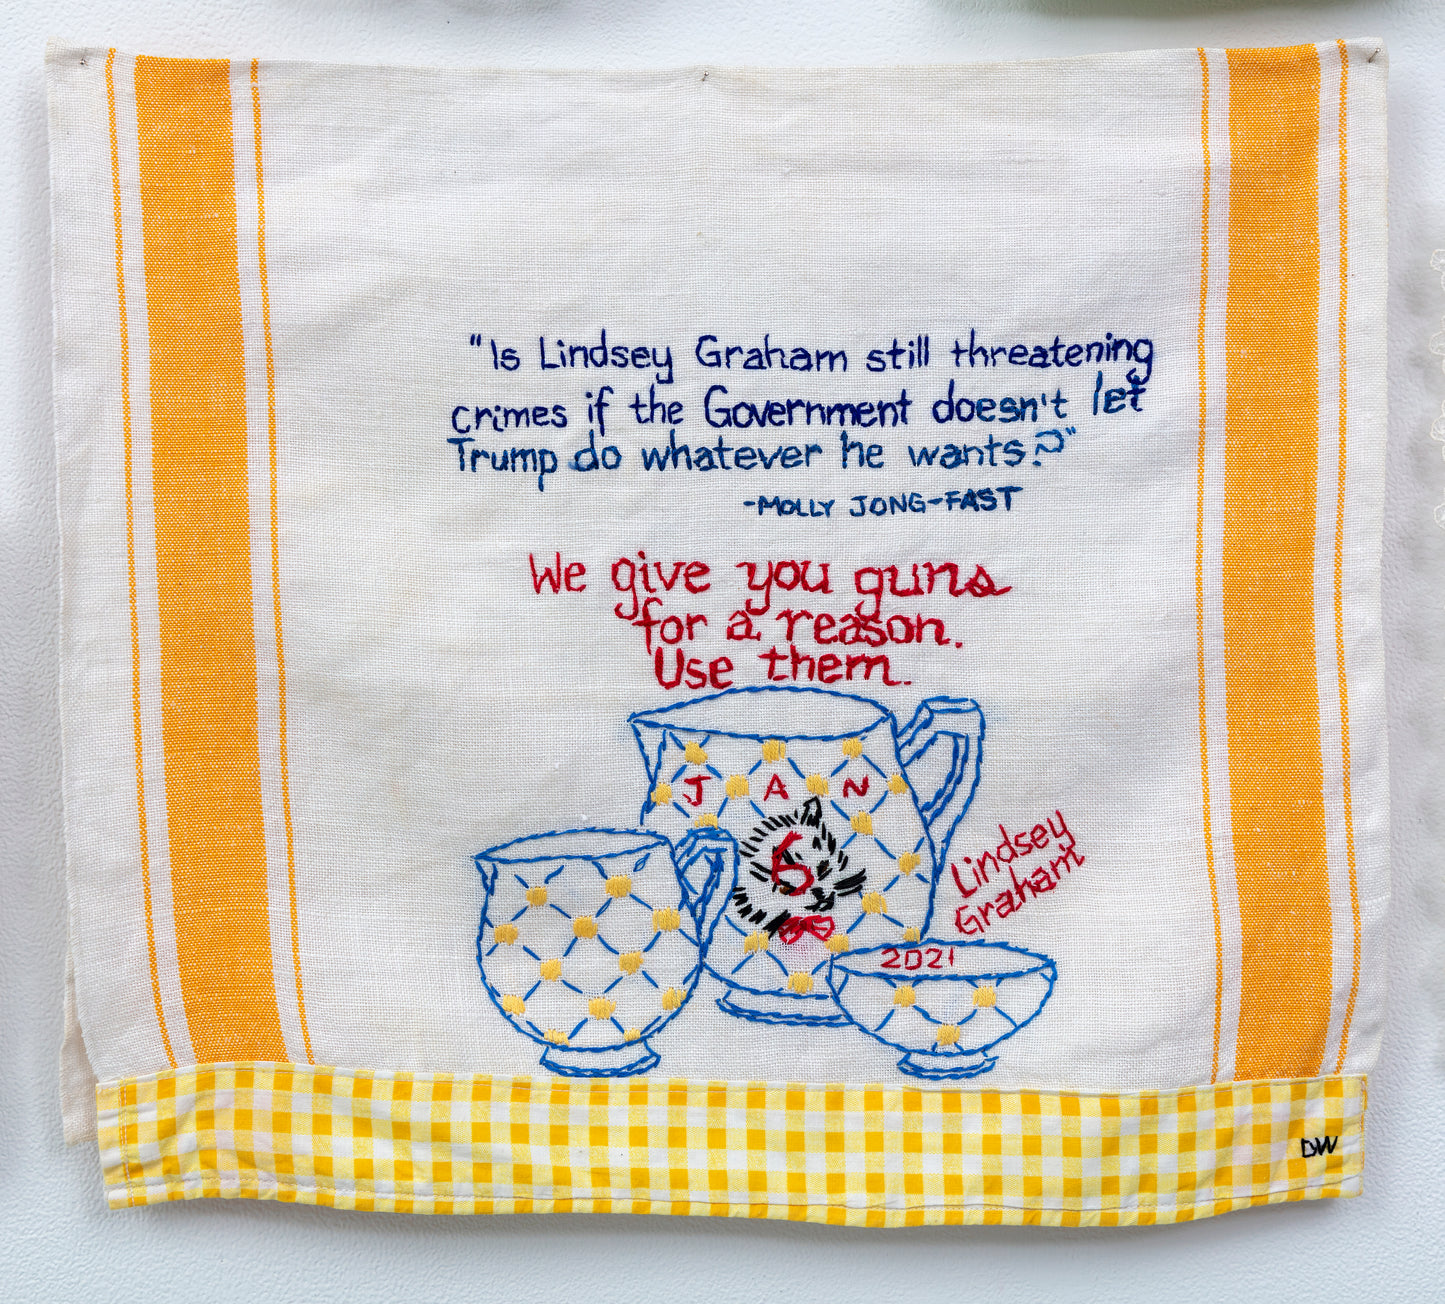 "Is Lindsey Graham still threatening
crimes if the Government doesn't let
Trump do whatever he wants?"
-MOLLY JONG-FAST
We give you guns
for a reason.
Use them.
JAN
6
Lindsey
Graham
2021
DW